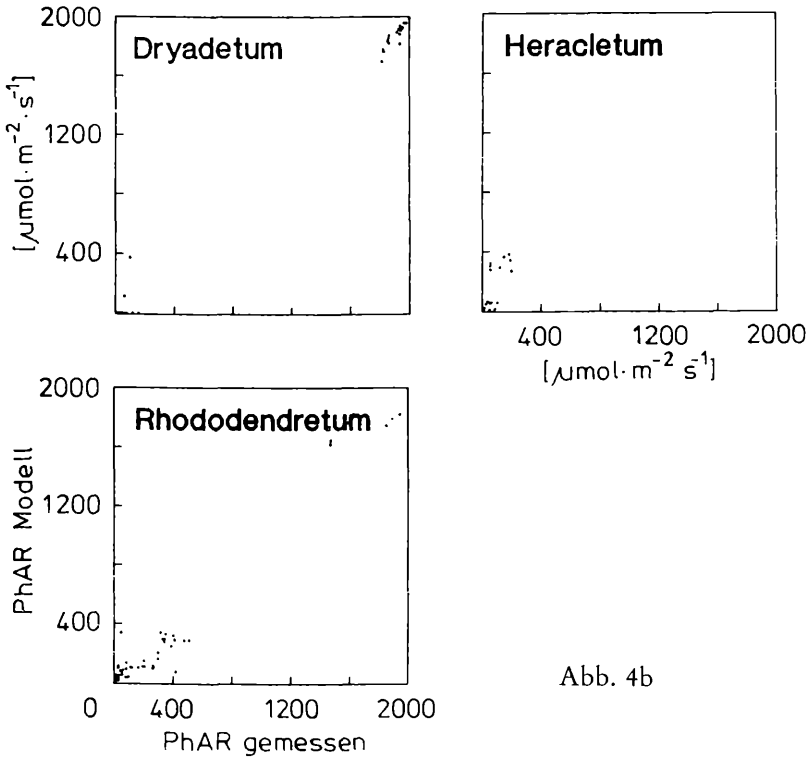 2000
Dryadetum
1200
400
[µmol·m⁻²·s⁻¹]
Heracletum
400 1200 2000
[µmol·m⁻² s⁻¹]
2000
Rhododendretum
1200
400
PhAR Modell
0 400 1200 2000
PhAR gemessen
Abb. 4b